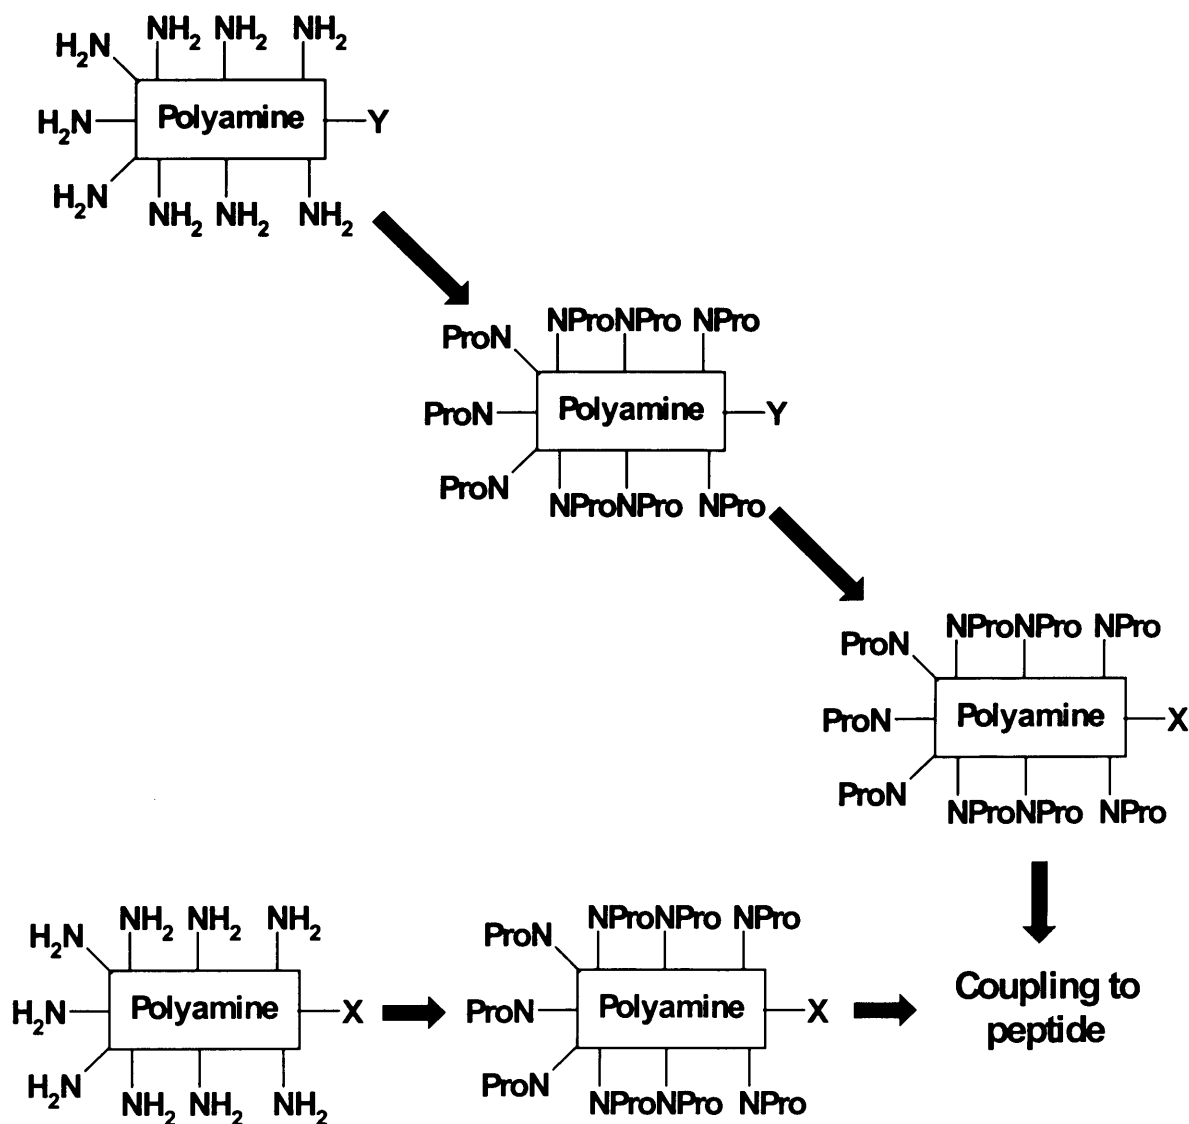 H2N NH2 NH2 NH2
H2N Polyamine Y
H2N NH2 NH2 NH2
ProN NProNPro NPro
ProN Polyamine Y
ProN NProNPro NPro
ProN NProNPro NPro
ProN Polyamine X
ProN NProNPro NPro
H2N NH2 NH2 NH2
H2N Polyamine X
H2N NH2 NH2 NH2
ProN NProNPro NPro
ProN Polyamine X
ProN NProNPro NPro
Coupling to
peptide